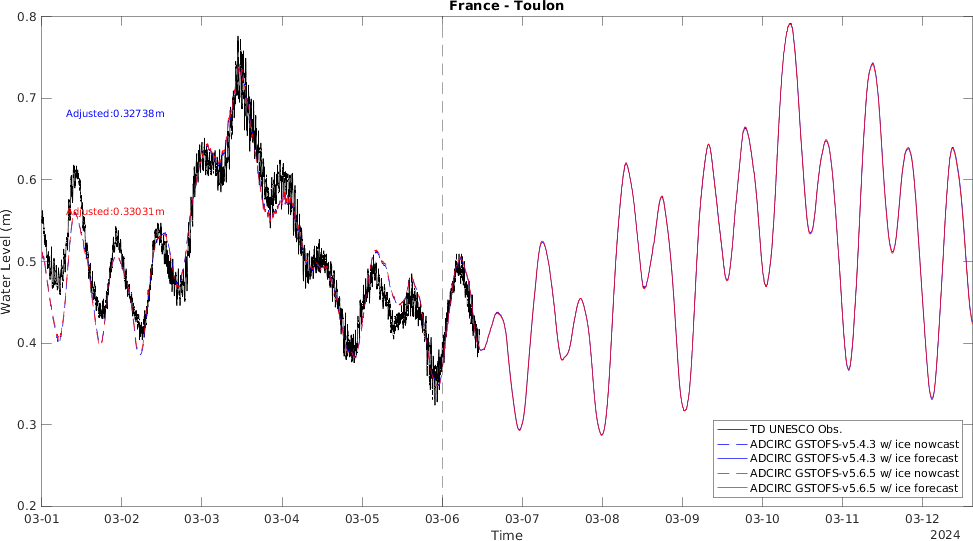 France - Toulon
0.8
0.7
0.6
0.5
0.4
0.3
0.2
Water Level (m)
Adjusted:0.32738m
Adjusted:0.33031m
TD UNESCO Obs.
ADCIRC GSTOFS-v5.4.3 w/ ice nowcast
ADCIRC GSTOFS-v5.4.3 w/ ice forecast
ADCIRC GSTOFS-v5.6.5 w/ ice nowcast
ADCIRC GSTOFS-v5.6.5 w/ ice forecast
03-01 03-02 03-03 03-04 03-05 03-06 03-07 03-08 03-09 03-10 03-11 03-12
Time
2024